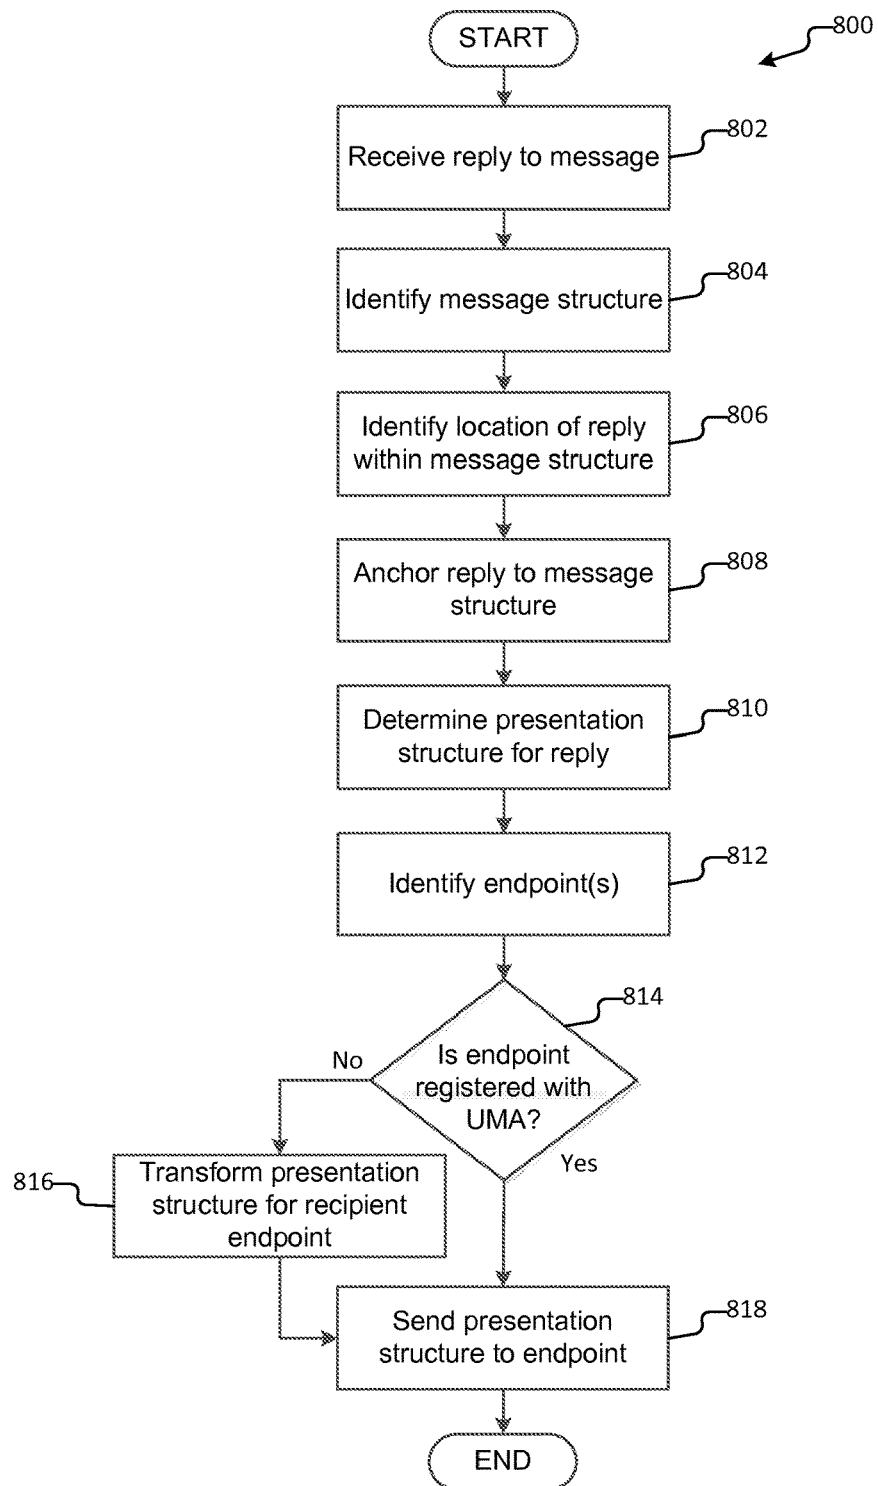 START
800
802
Receive reply to message
804
Identify message structure
806
Identify location of reply
within message structure
808
Anchor reply to message
structure
810
Determine presentation
structure for reply
812
Identify endpoint(s)
814
No
Is endpoint
registered with
UMA?
Yes
816
Transform presentation
structure for recipient
endpoint
818
Send presentation
structure to endpoint
END